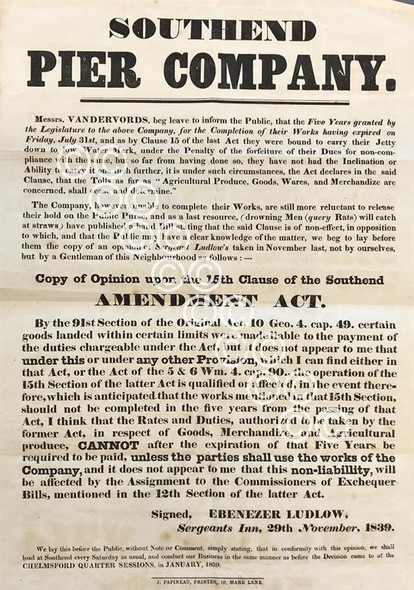 SOUTHEND
PIER COMPANY.
Messrs. VANDERVORDS, beg leave to inform the Public, that the Five Years granted by
the Legislature to the above Company, for the Completion of their Works having expired on
Friday, July 31st, and as by Clause 15 of the last Act they were bound to carry their Jetty
down to low Water Mark, under the Penalty of the forfeiture of their Dues for non-com-
pliance with the such, but so far from having done so, they have not had the Inclination or
Ability to carry it one inch further, it is under such circumstances, the Act declares in the said
Clause, that the Tolls as far as "Agricultural Produce, Goods, Wares, and Merchandize are
concerned, shall cease and determine."
The Company, however, unable to complete their Works, are still more reluctant to release
their hold on the Public Purse, and as a last resource, (drowning Men (query Rats) will catch
at straws) have published a hand bill stating that the said Clause is of non-effect, in opposition
to which, and that the Public may have a clear knowledge of the matter, we beg to lay before
them the copy of an opinion of Serjeant Ludlow's taken in November last, not by ourselves,
but by a Gentleman of this Neighbourhood as follows :—
Copy of Opinion upon the 15th Clause of the Southend
AMENDMENT ACT.
By the 91st Section of the Original Act 10 Geo. 4. cap. 49. certain
goods landed within certain limits were made liable to the payment of
the duties chargeable under the Act, but it does not appear to me that
under this or under any other Provision, which I can find either in
that Act, or the Act of the 5 & 6 Wm. 4. cap. 90., the operation of the
15th Section of the latter Act is qualified or and, in the event there-
fore, which is anticipated that the works mentioned in that 15th Section,
should not be completed in the five years from the passing of that
Act, I think that the Rates and Duties, authorized to be taken by the
former Act, in respect of Goods, Merchandize, and Agricultural
produce, CANNOT after the expiration of that Five Years be
required to be paid, unless the parties shall use the works of the
Company, and it does not appear to me that this non-liability, will
be affected by the Assignment to the Commissioners of Exchequer
Bills, mentioned in the 12th Section of the latter Act.
Signed, EBENEZER LUDLOW,
Sergeants Inn, 29th November, 1839.
We lay this before the Public, without Note or Comment, simply stating, that in conformity with this opinion, we shall
load at Southend every Saturday as usual, and conduct our Business in the same manner as before the Decision came to at the
CHELMSFORD QUARTER SESSIONS, in JANUARY, 1839.
J. PAPINEAU, PRINTER, 19, MARK LANE.